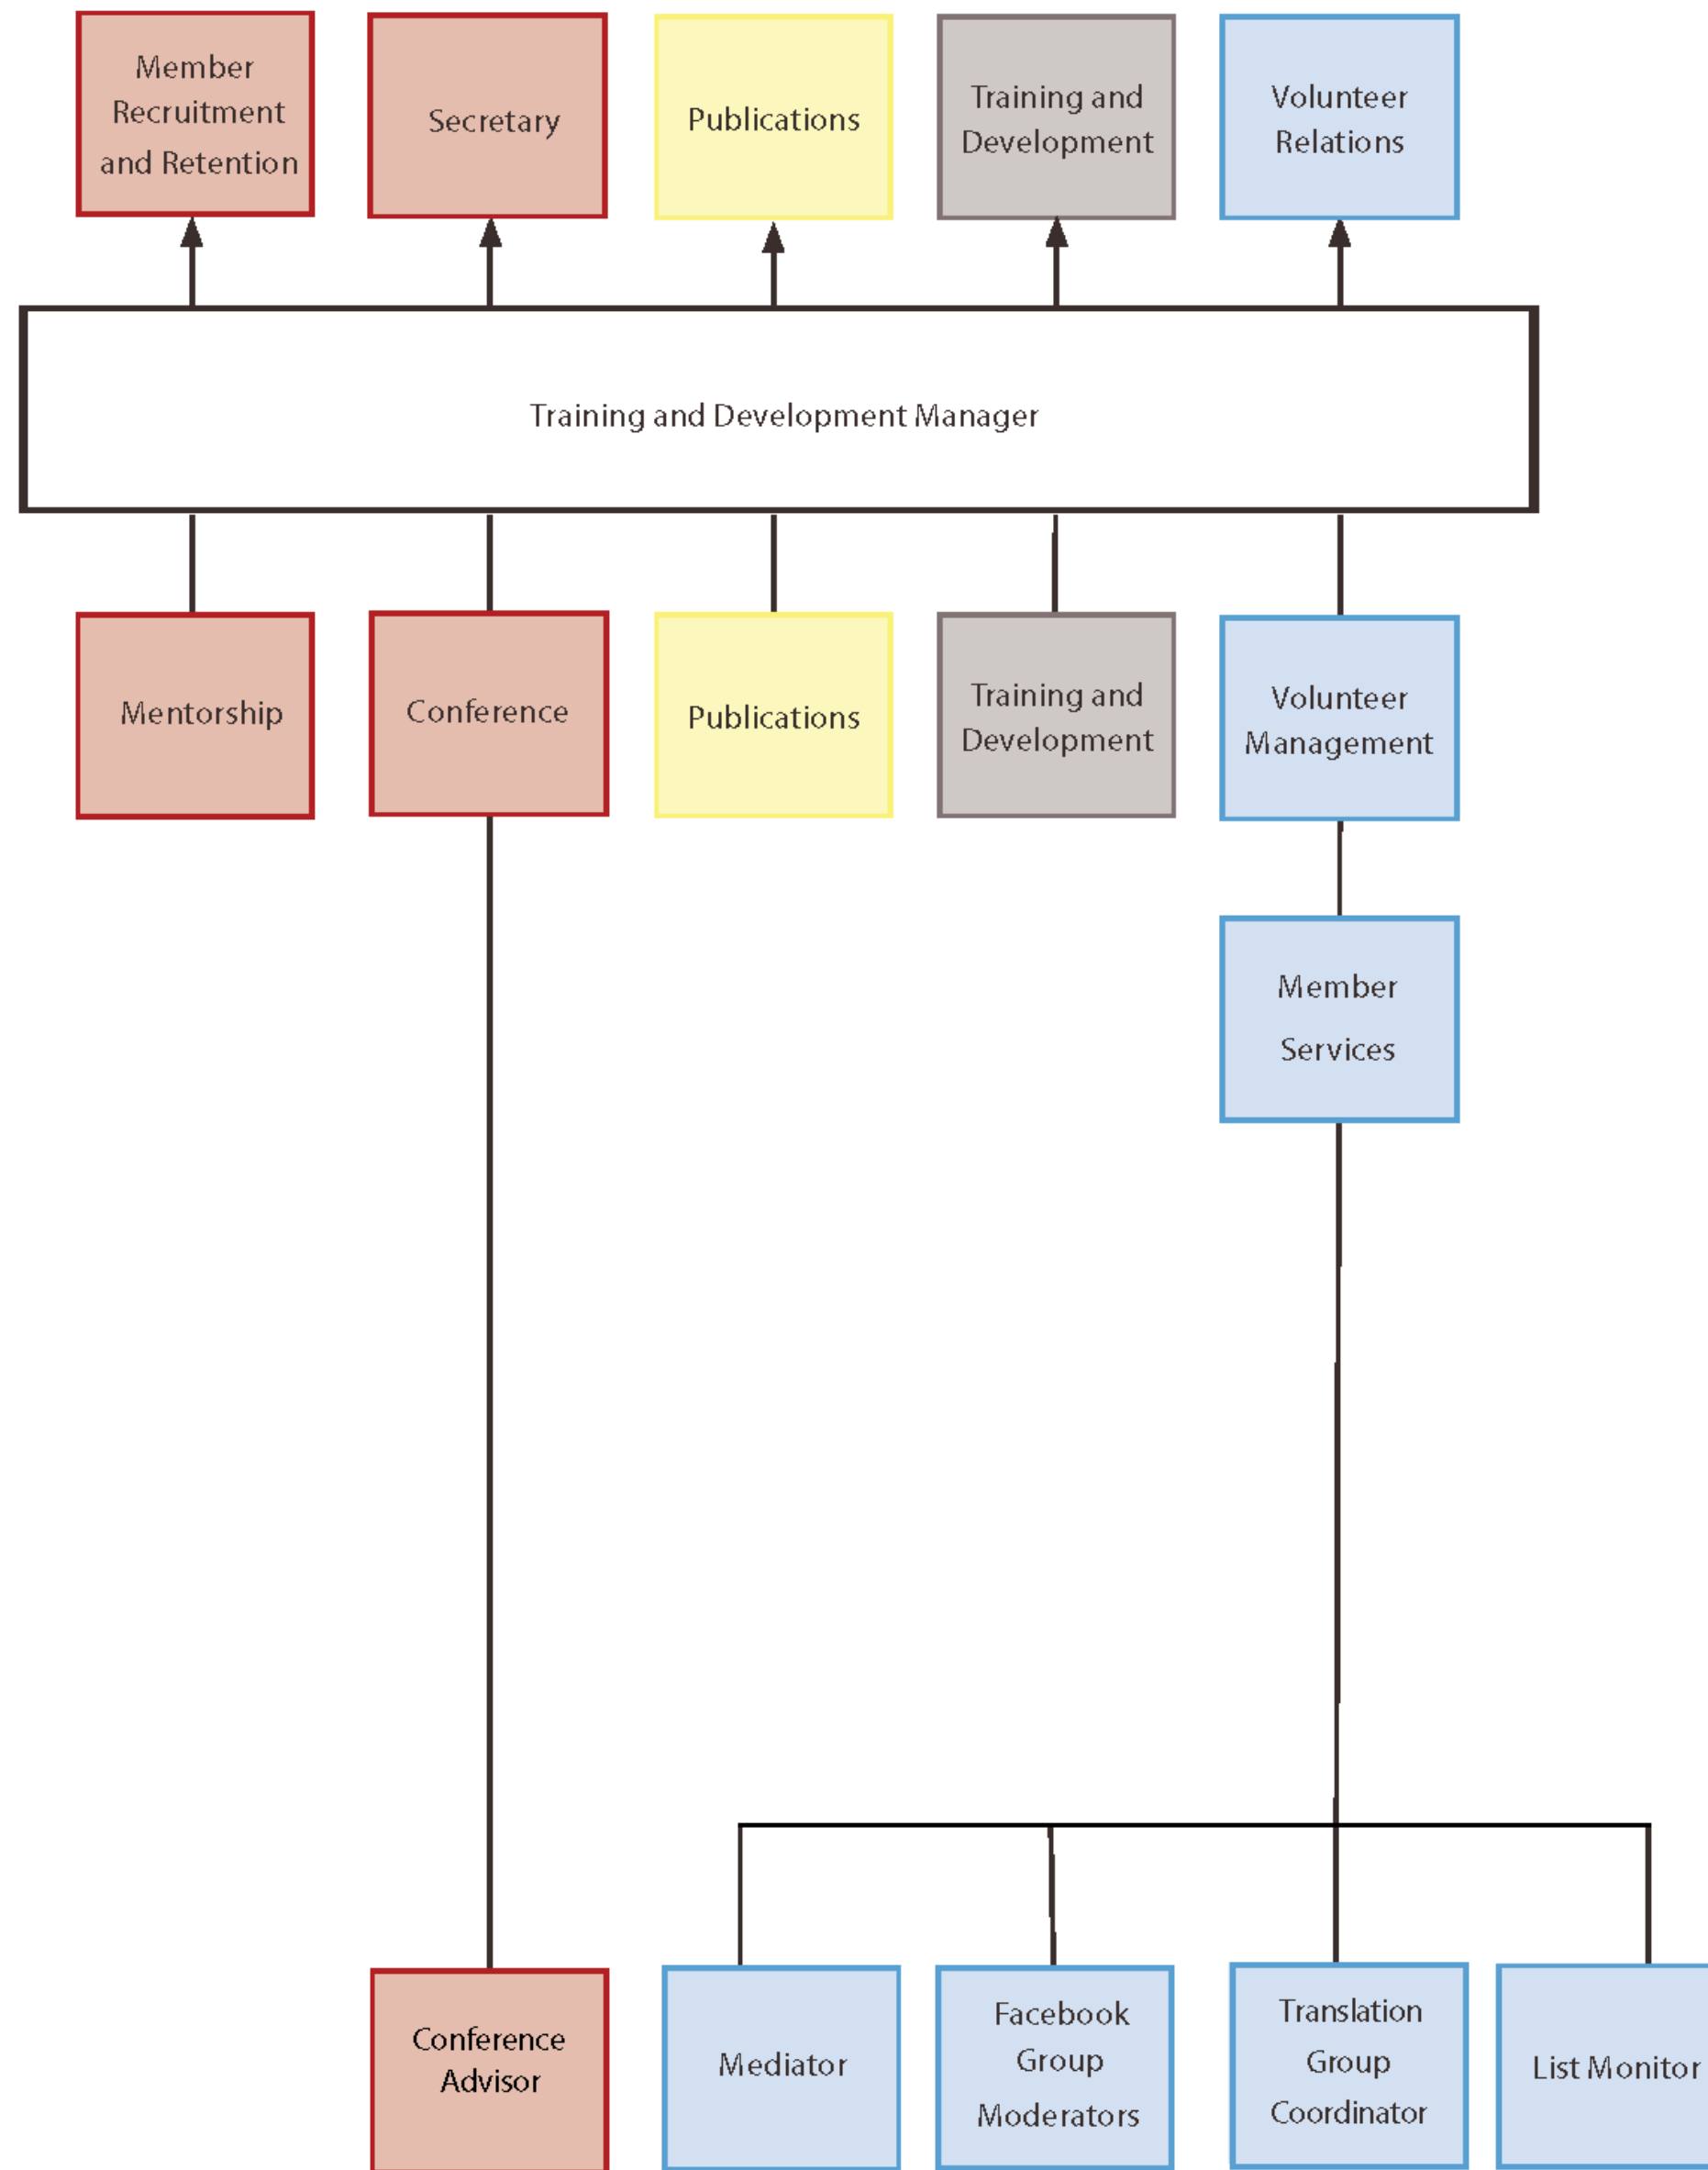 Member
Recruitment
and Retention
Secretary
Publications
Training and
Development
Volunteer
Relations
Training and Development Manager
Mentorship
Conference
Publications
Training and
Development
Volunteer
Management
Member
Services
Conference
Advisor
Mediator
Facebook
Group
Moderators
Translation
Group
Coordinator
List Monitor